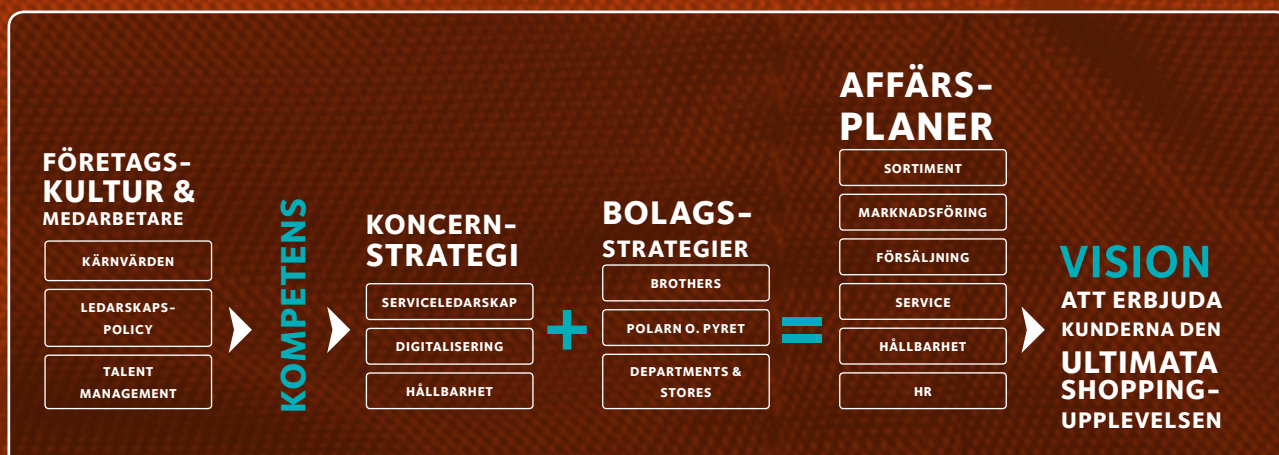 FÖRETAGS-
KULTUR &
MEDARBETARE
KÄRNVÄRDEN
LEDARSKAPS-
POLICY
TALENT
MANAGEMENT
KOMPETENS
KONCERN-
STRATEGI
SERVICELEDARSKAP
DIGITALISERING
HÅLLBARHET
+
BOLAGS-
STRATEGIER
BROTHERS
POLARN O. PYRET
DEPARTMENTS &
STORES
=
AFFÄRS-
PLANER
SORTIMENT
MARKNADSFÖRING
FÖRSÄLJNING
SERVICE
HÅLLBARHET
HR
VISION
ATT ERBJUDA
KUNDERNA DEN
ULTIMATA
SHOPPING-
UPPLEVELSEN